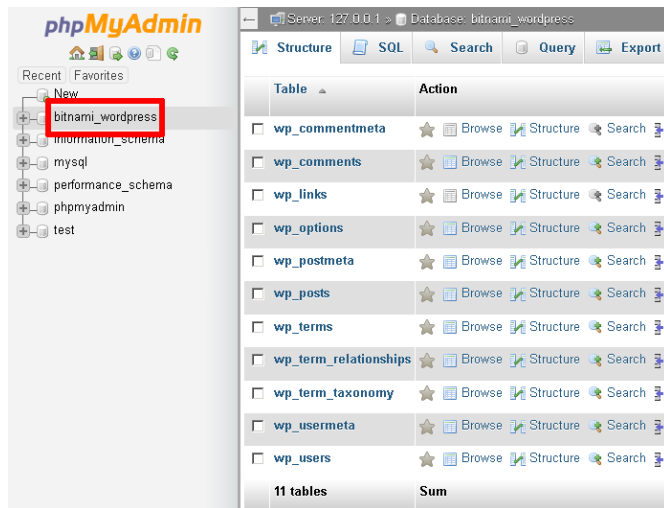 phpMyAdmin
Recent Favorites
New
bitnami_wordpress
information_schema
mysql
performance_schema
phpmyadmin
test
← Server: 127.0.0.1 » Database: bitnami_wordpress
Structure SQL Search Query Export
Table Action
wp_commentmeta Browse Structure Search
wp_comments Browse Structure Search
wp_links Browse Structure Search
wp_options Browse Structure Search
wp_postmeta Browse Structure Search
wp_posts Browse Structure Search
wp_terms Browse Structure Search
wp_term_relationships Browse Structure Search
wp_term_taxonomy Browse Structure Search
wp_usermeta Browse Structure Search
wp_users Browse Structure Search
11 tables Sum